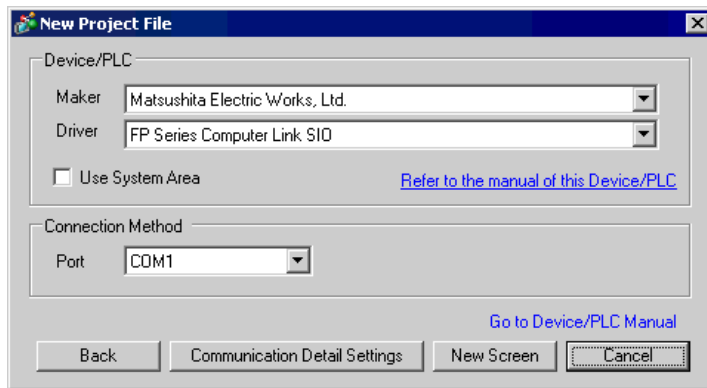 New Project File
Device/PLC
Maker Matsushita Electric Works, Ltd.
Driver FP Series Computer Link SIO
Use System Area Refer to the manual of this Device/PLC
Connection Method
Port COM1
Go to Device/PLC Manual
Back Communication Detail Settings New Screen Cancel